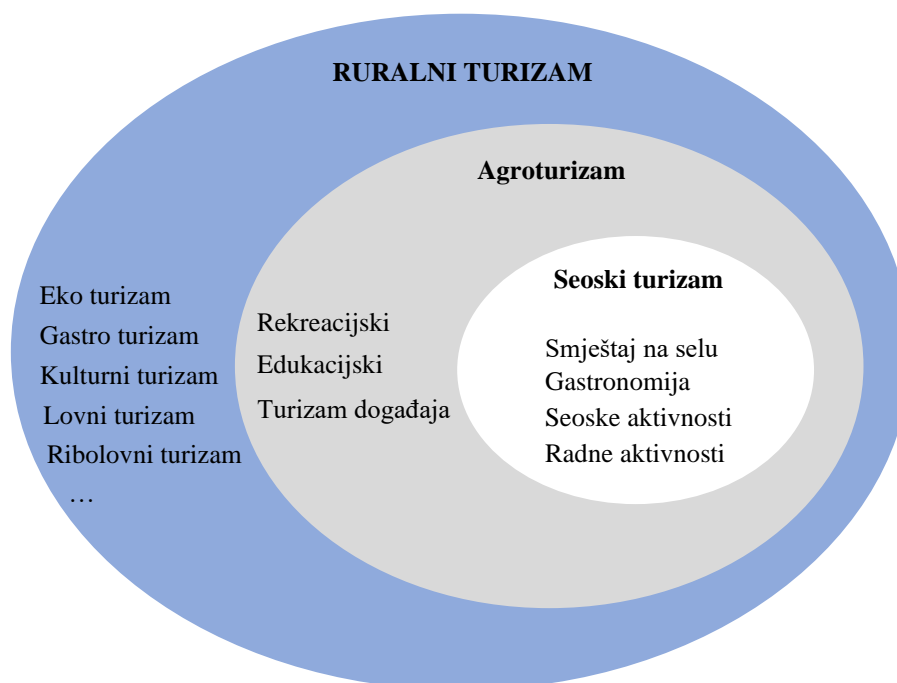 RURALNI TURIZAM
Agroturizam
Seoski turizam
Eko turizam
Gastro turizam
Kulturni turizam
Lovni turizam
Ribolovni turizam
…
Rekreacijski
Edukacijski
Turizam događaja
Smještaj na selu
Gastronomija
Seoske aktivnosti
Radne aktivnosti